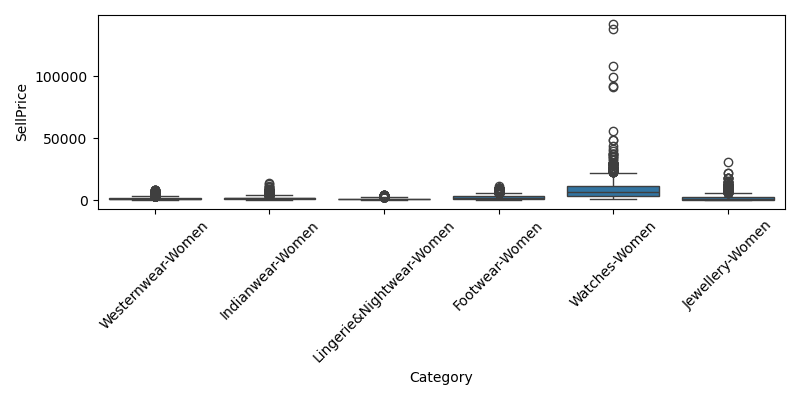 SellPrice
100000
50000
0
Westernwear-Women
Indianwear-Women
Lingerie&Nightwear-Women
Footwear-Women
Watches-Women
Jewellery-Women
Category